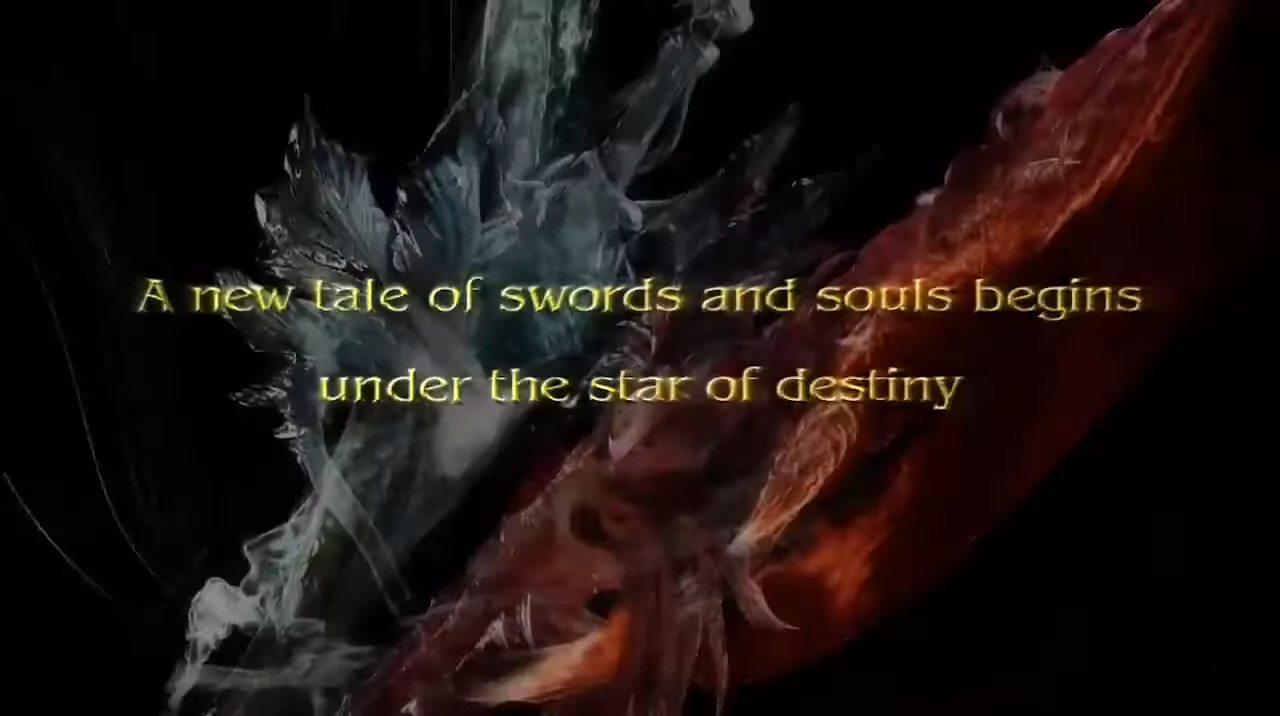 A new tale of swords and souls begins
under the star of destiny